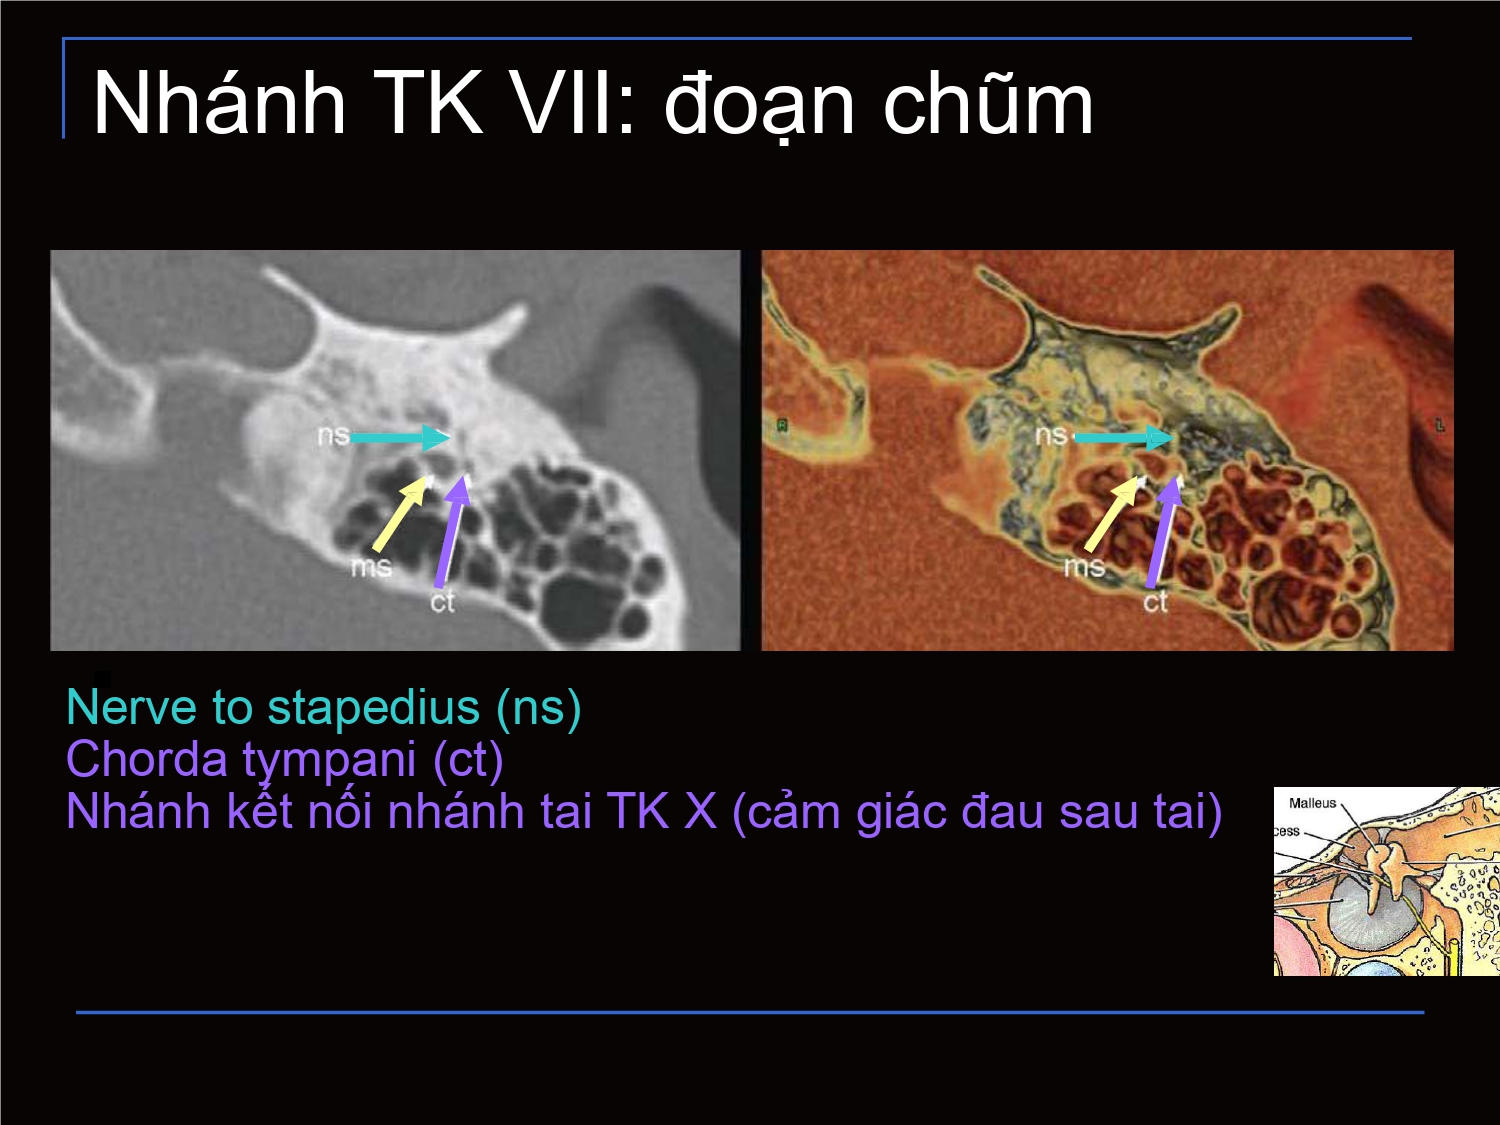 Nhánh TK VII: đoạn chũm
ns
ms
ct
R
ns
L
ms
ct
Nerve to stapedius (ns)
Chorda tympani (ct)
Nhánh kết nối nhánh tai TK X (cảm giác đau sau tai)
Malleus
cess